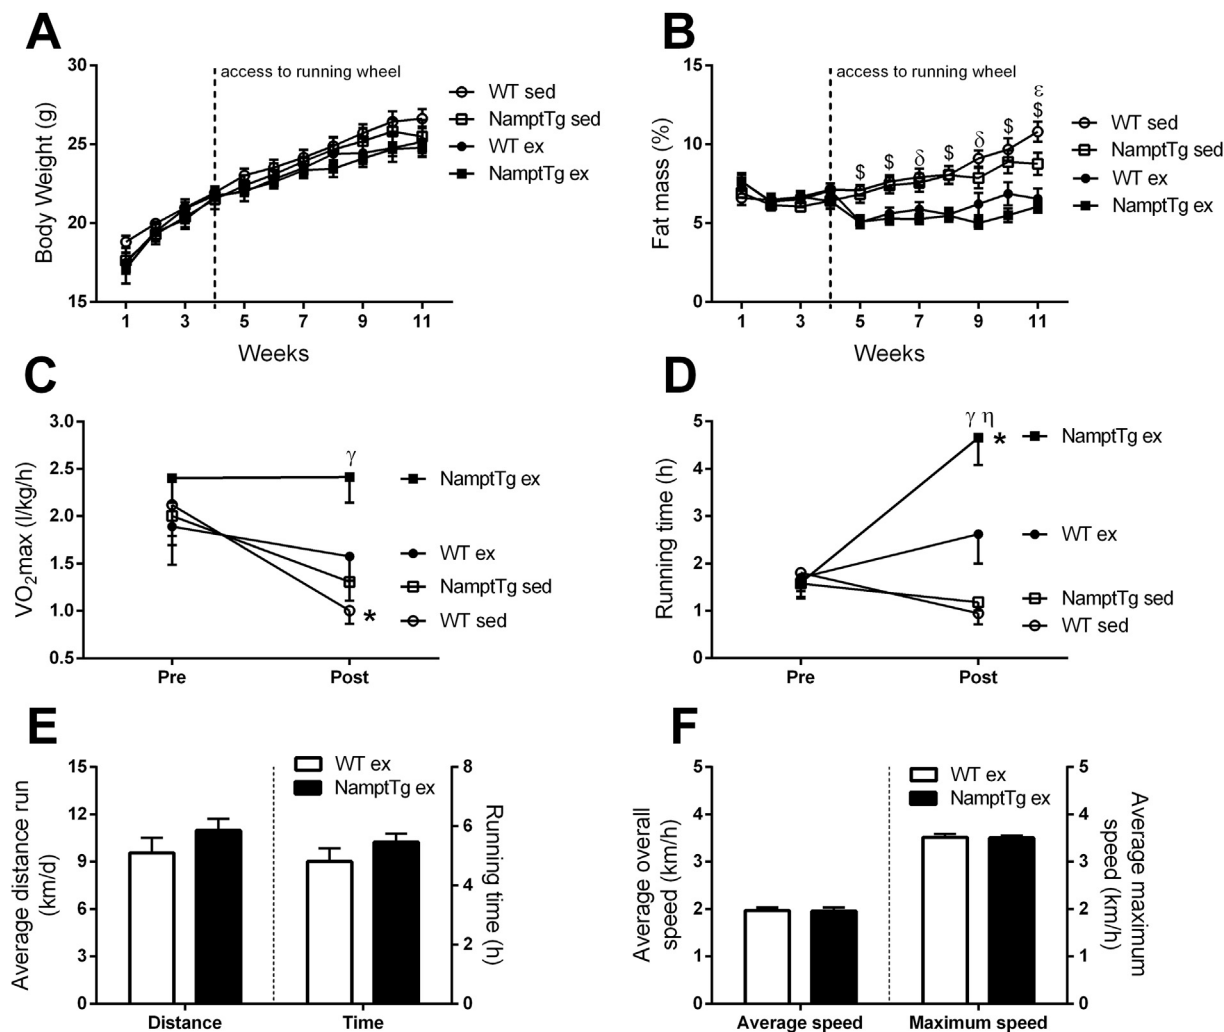 A
Body Weight (g)
30
25
20
15
access to running wheel
WT sed
NamptTg sed
WT ex
NamptTg ex
1 3 5 7 9 11
Weeks
B
Fat mass (%)
15
10
5
0
access to running wheel
$ $ δ $ δ $ ε
$
WT sed
NamptTg sed
WT ex
NamptTg ex
1 3 5 7 9 11
Weeks
C
VO₂max (l/kg/h)
3.0
2.5
2.0
1.5
1.0
0.5
γ
*
NamptTg ex
WT ex
NamptTg sed
WT sed
Pre Post
D
Running time (h)
5
4
3
2
1
0
γ η
*
NamptTg ex
WT ex
NamptTg sed
WT sed
Pre Post
E
Average distance run
(km/d)
15
12
9
6
3
0
WT ex
NamptTg ex
8
6
4
2
0
Running time (h)
Distance Time
F
Average overall
speed (km/h)
5
4
3
2
1
0
WT ex
NamptTg ex
5
4
3
2
1
0
Average maximum
speed (km/h)
Average speed Maximum speed